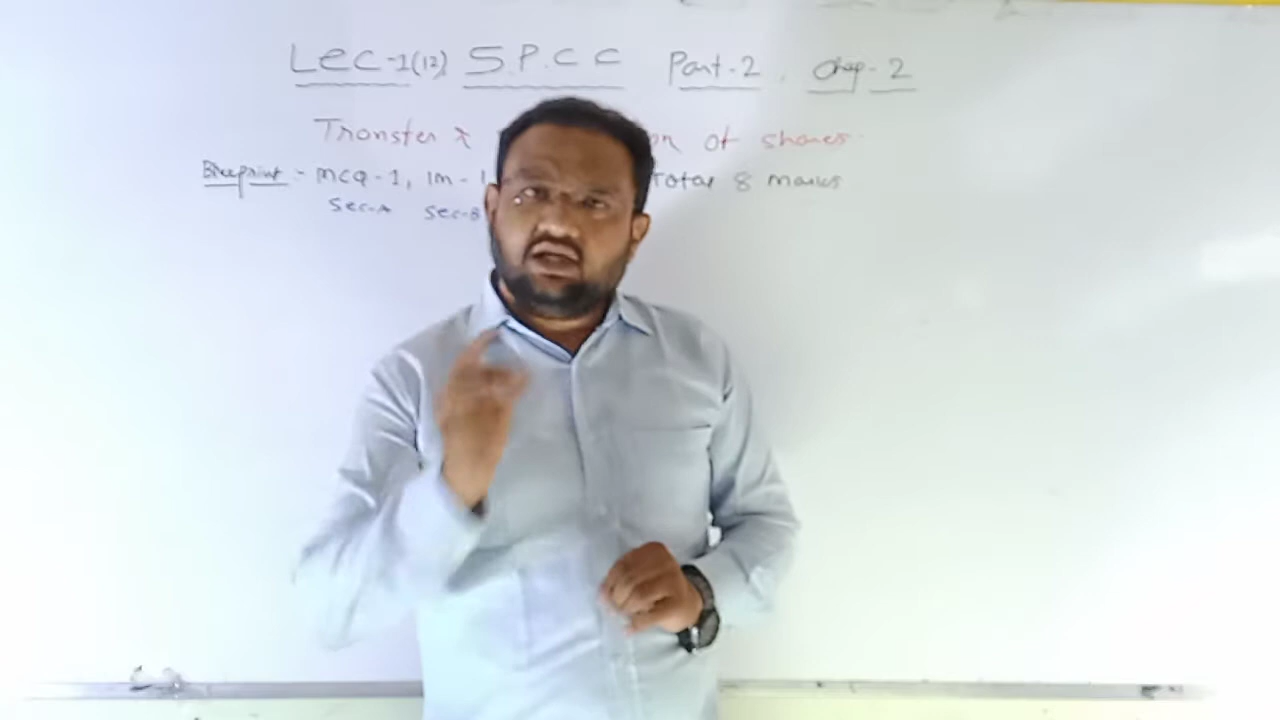 Lec-1(12) S.P.C C Part-2. Chap-2
Transfer & on of shares
Blueprint :- mcq-1, 1m-1 Total 8 marks
Sec-A Sec-B